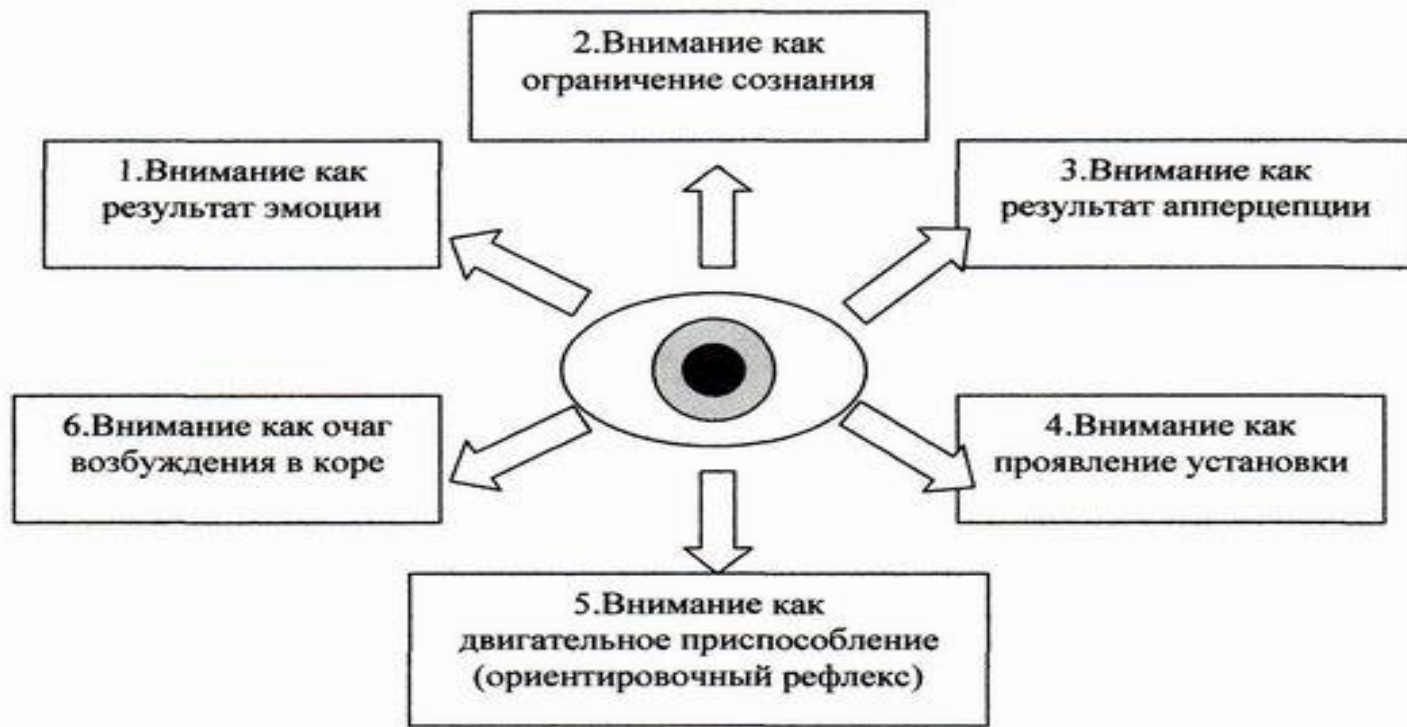 1.Внимание как
результат эмоции
2.Внимание как
ограничение сознания
3.Внимание как
результат апперцепции
4.Внимание как
проявление установки
5.Внимание как
двигательное приспособление
(ориентировочный рефлекс)
6.Внимание как очаг
возбуждения в коре